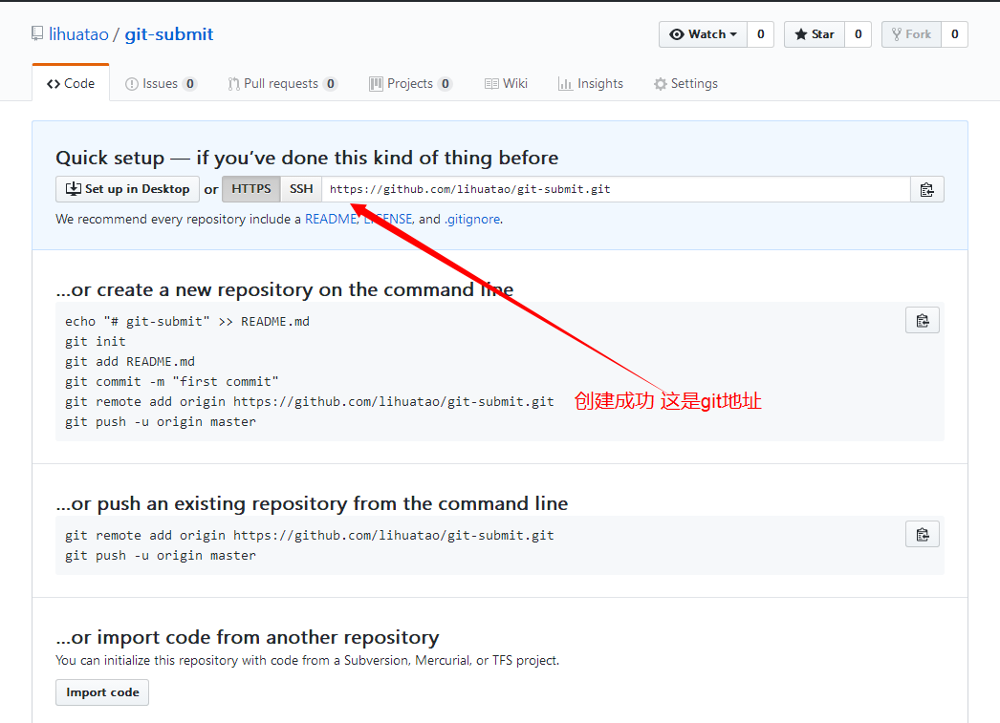 lihuatao / git-submit
Watch 0 Star 0 Fork 0
Code Issues 0 Pull requests 0 Projects 0 Wiki Insights Settings
Quick setup — if you’ve done this kind of thing before
Set up in Desktop or HTTPS SSH https://github.com/lihuatao/git-submit.git
We recommend every repository include a README, LICENSE, and .gitignore.
…or create a new repository on the command line
echo "# git-submit" >> README.md
git init
git add README.md
git commit -m "first commit"
git remote add origin https://github.com/lihuatao/git-submit.git
创建成功 这是git地址
git push -u origin master
…or push an existing repository from the command line
git remote add origin https://github.com/lihuatao/git-submit.git
git push -u origin master
…or import code from another repository
You can initialize this repository with code from a Subversion, Mercurial, or TFS project.
Import code